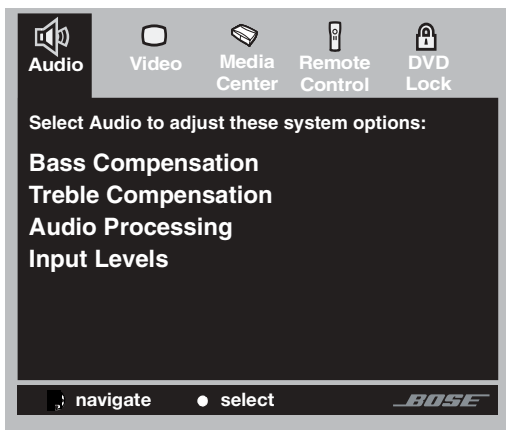 Audio Video Media Center Remote Control DVD Lock
Select Audio to adjust these system options:
Bass Compensation
Treble Compensation
Audio Processing
Input Levels
navigate select BOSE